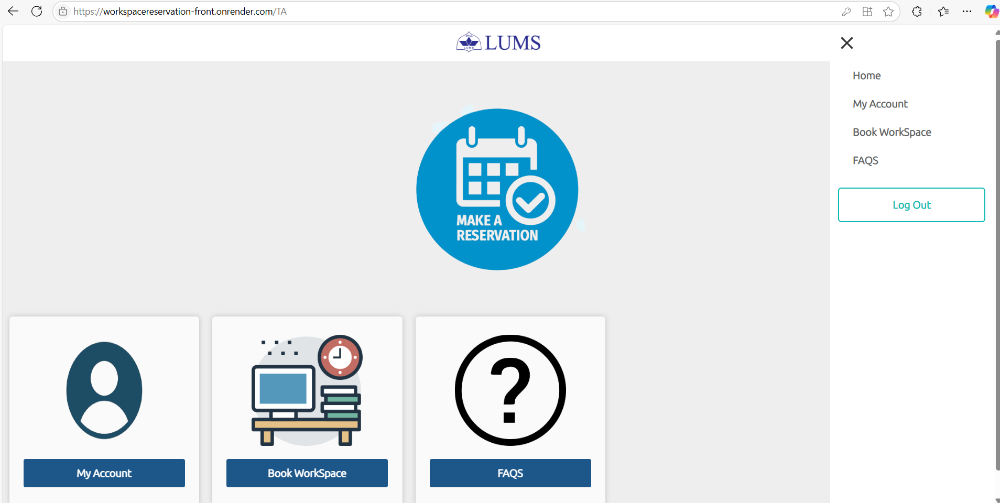 https://workspacereservation-front.onrender.com/TA
LUMS
LUMS
Home
My Account
Book WorkSpace
FAQS
Log Out
MAKE A
RESERVATION
My Account
Book WorkSpace
FAQS